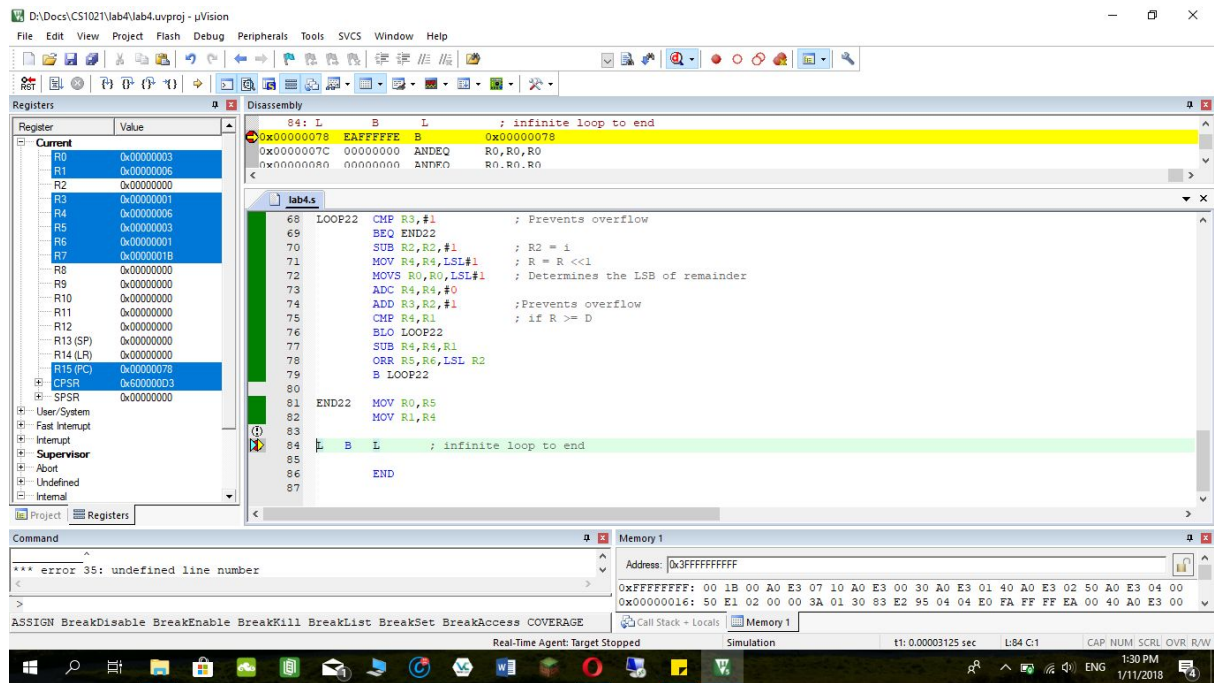 D:\Docs\CS1021\lab4\lab4.uvproj - µVision
File Edit View Project Flash Debug Peripherals Tools SVCS Window Help
RST
Registers
Register Value
Current
R0 0x00000003
R1 0x00000006
R2 0x00000000
R3 0x00000001
R4 0x00000006
R5 0x00000003
R6 0x00000001
R7 0x0000001B
R8 0x00000000
R9 0x00000000
R10 0x00000000
R11 0x00000000
R12 0x00000000
R13 (SP) 0x00000000
R14 (LR) 0x00000000
R15 (PC) 0x00000078
CPSR 0x600000D3
SPSR 0x00000000
User/System
Fast Interrupt
Interrupt
Supervisor
Abort
Undefined
Internal
Project Registers
Disassembly
84: L B L ; infinite loop to end
0x00000078 EAFFFFFE B 0x00000078
0x0000007C 00000000 ANDEQ R0,R0,R0
0x00000080 00000000 ANDEQ R0,R0,R0
lab4.s
68 LOOP22 CMP R3,#1 ; Prevents overflow
69 BEQ END22
70 SUB R2,R2,#1 ; R2 = i
71 MOV R4,R4,LSL#1 ; R = R <<1
72 MOVS R0,R0,LSL#1 ; Determines the LSB of remainder
73 ADC R4,R4,#0
74 ADD R3,R2,#1 ;Prevents overflow
75 CMP R4,R1 ; if R >= D
76 BLO LOOP22
77 SUB R4,R4,R1
78 ORR R5,R6,LSL R2
79 B LOOP22
80
81 END22 MOV R0,R5
82 MOV R1,R4
83
84 L B L ; infinite loop to end
85
86 END
87
Command
^
*** error 35: undefined line number
>
ASSIGN BreakDisable BreakEnable BreakKill BreakList BreakSet BreakAccess COVERAGE
Memory 1
Address: 0x3FFFFFFFFF
0xFFFFFFFF: 00 1B 00 A0 E3 07 10 A0 E3 00 30 A0 E3 01 40 A0 E3 02 50 A0 E3 04 00
0x00000016: 50 E1 02 00 00 3A 01 30 83 E2 95 04 04 E0 FA FF FF EA 00 40 A0 E3 00
Call Stack + Locals Memory 1
Real-Time Agent: Target Stopped Simulation t1: 0.00003125 sec L:84 C:1 CAP NUM SCRL OVR R/W
ENG 1:30 PM
1/11/2018
4